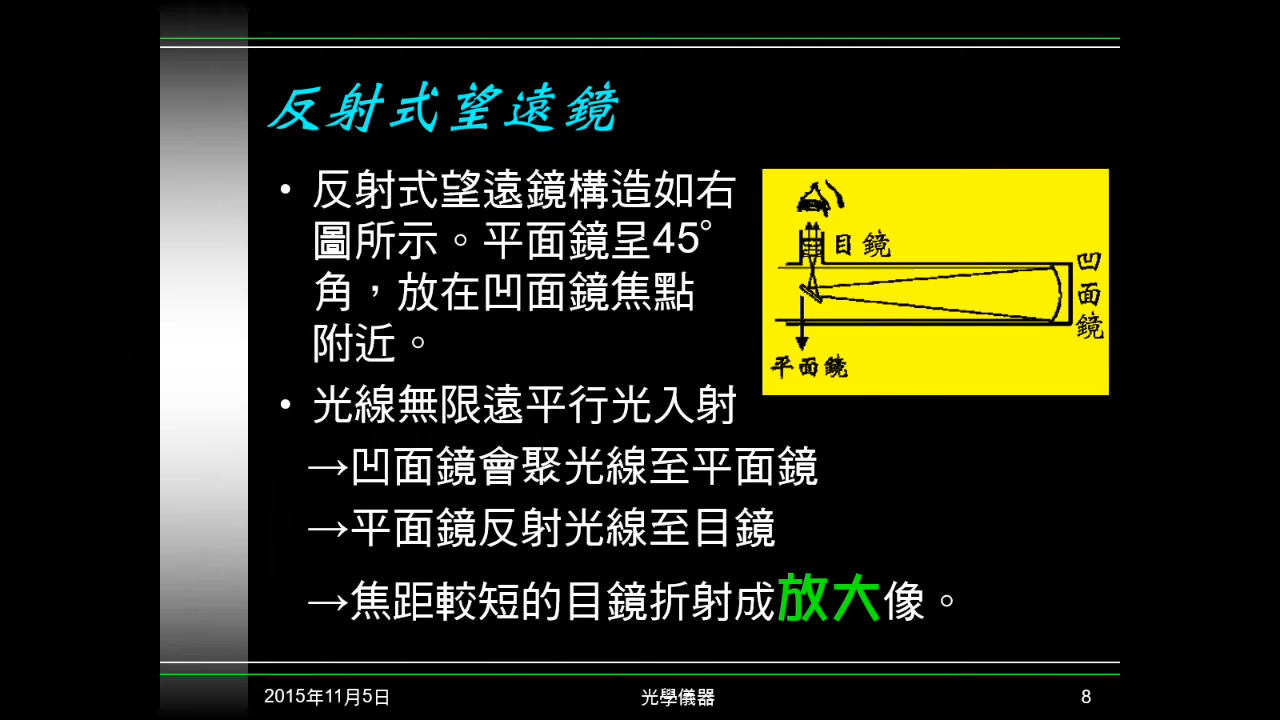 反射式望遠鏡
• 反射式望遠鏡構造如右
圖所示。平面鏡呈45°
角，放在凹面鏡焦點
附近。
• 光線無限遠平行光入射
→凹面鏡會聚光線至平面鏡
→平面鏡反射光線至目鏡
→焦距較短的目鏡折射成放大像。
目鏡
凹面鏡
平面鏡
2015年11月5日
光學儀器
8